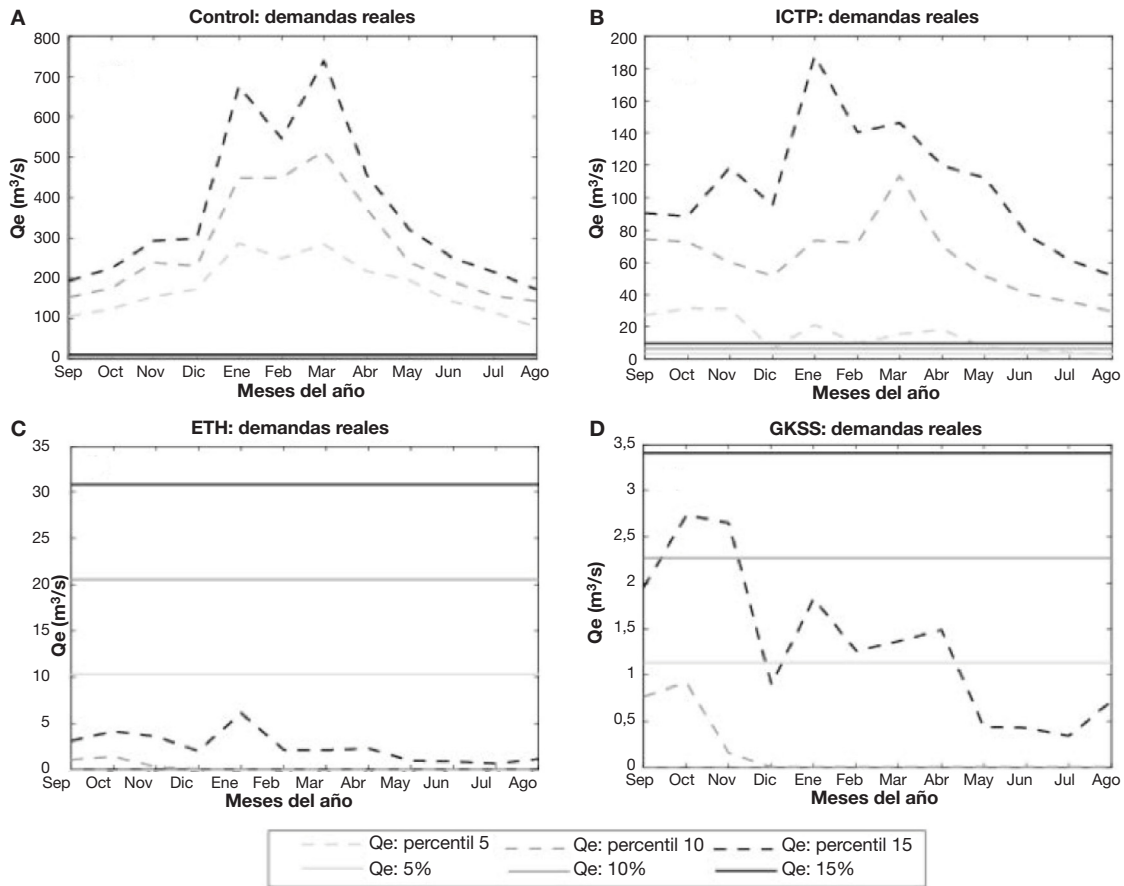 A
Control: demandas reales
800
700
600
500
400
300
200
100
0
Qe (m³/s)
Sep Oct Nov Dic Ene Feb Mar Abr May Jun Jul Ago
Meses del año
B
ICTP: demandas reales
200
180
160
140
120
100
80
60
40
20
0
Qe (m³/s)
Sep Oct Nov Dic Ene Feb Mar Abr May Jun Jul Ago
Meses del año
C
ETH: demandas reales
35
30
25
20
15
10
5
0
Qe (m³/s)
Sep Oct Nov Dic Ene Feb Mar Abr May Jun Jul Ago
Meses del año
D
GKSS: demandas reales
3,5
3
2,5
2
1,5
1
0,5
0
Qe (m³/s)
Sep Oct Nov Dic Ene Feb Mar Abr May Jun Jul Ago
Meses del año
Qe: percentil 5 Qe: percentil 10 Qe: percentil 15
Qe: 5% Qe: 10% Qe: 15%